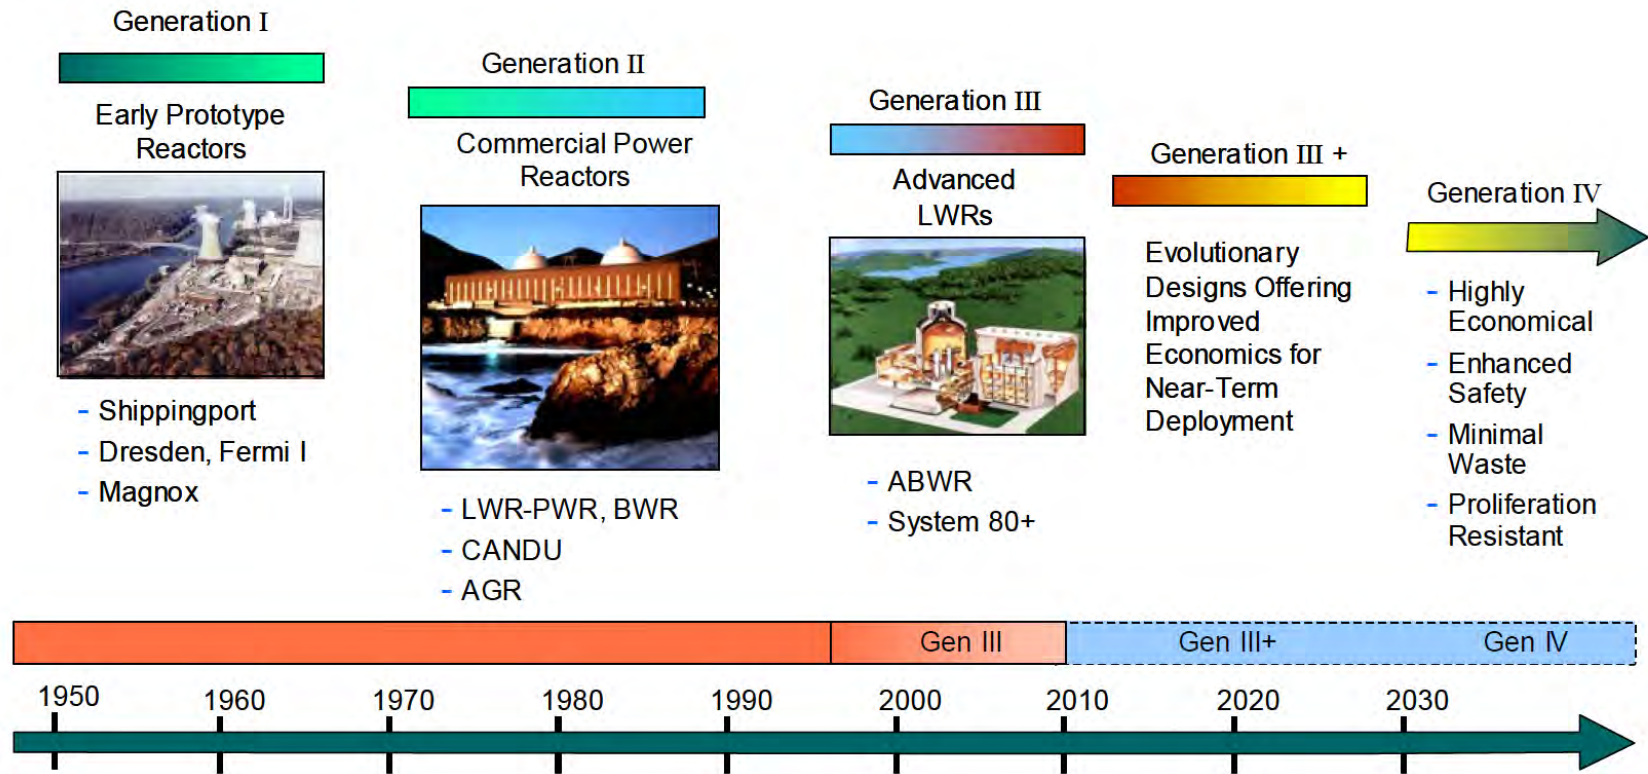 Generation I
Early Prototype
Reactors
- Shippingport
- Dresden, Fermi I
- Magnox
Generation II
Commercial Power
Reactors
- LWR-PWR, BWR
- CANDU
- AGR
Generation III
Advanced
LWRs
- ABWR
- System 80+
Generation III +
Evolutionary
Designs Offering
Improved
Economics for
Near-Term
Deployment
Generation IV
- Highly
Economical
- Enhanced
Safety
- Minimal
Waste
- Proliferation
Resistant
Gen III
Gen III+
Gen IV
1950
1960
1970
1980
1990
2000
2010
2020
2030